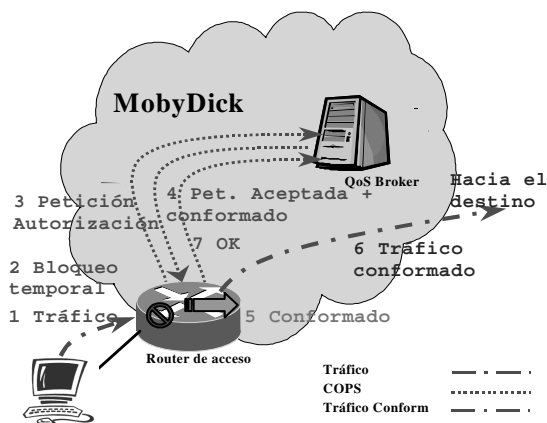 MobyDick
QoS Broker
Hacia el
destino
3 Petición
Autorización
4 Pet. Aceptada +
conformado
7 OK
6 Tráfico
conformado
2 Bloqueo
temporal
1 Tráfico
5 Conformado
Router de acceso
Tráfico
COPS
Tráfico Conform